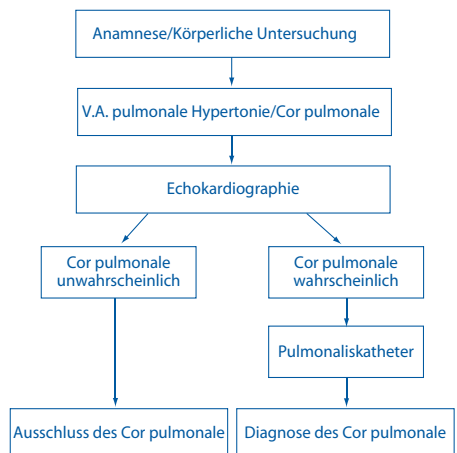 Anamnese/Körperliche Untersuchung
V.A. pulmonale Hypertonie/Cor pulmonale
Echokardiographie
Cor pulmonale
unwahrscheinlich
Cor pulmonale
wahrscheinlich
Pulmonaliskatheter
Ausschluss des Cor pulmonale
Diagnose des Cor pulmonale